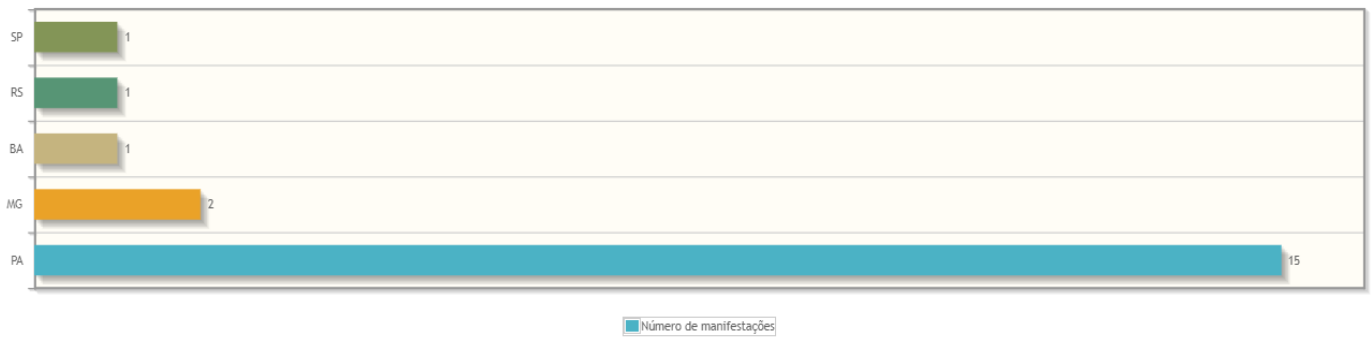 SP 1
RS 1
BA 1
MG 2
PA 15
Número de manifestações